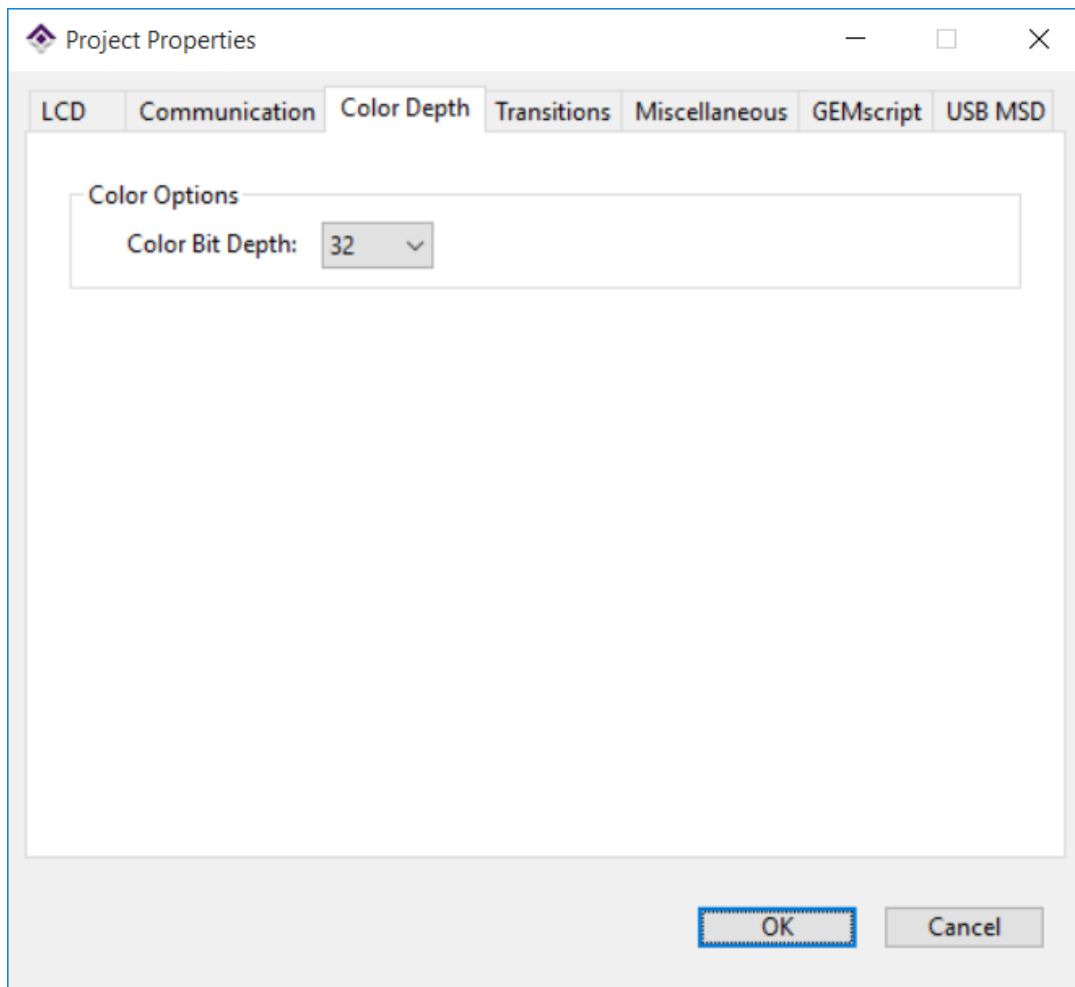 Project Properties
LCD Communication Color Depth Transitions Miscellaneous GEMscript USB MSD
Color Options
Color Bit Depth: 32
OK Cancel